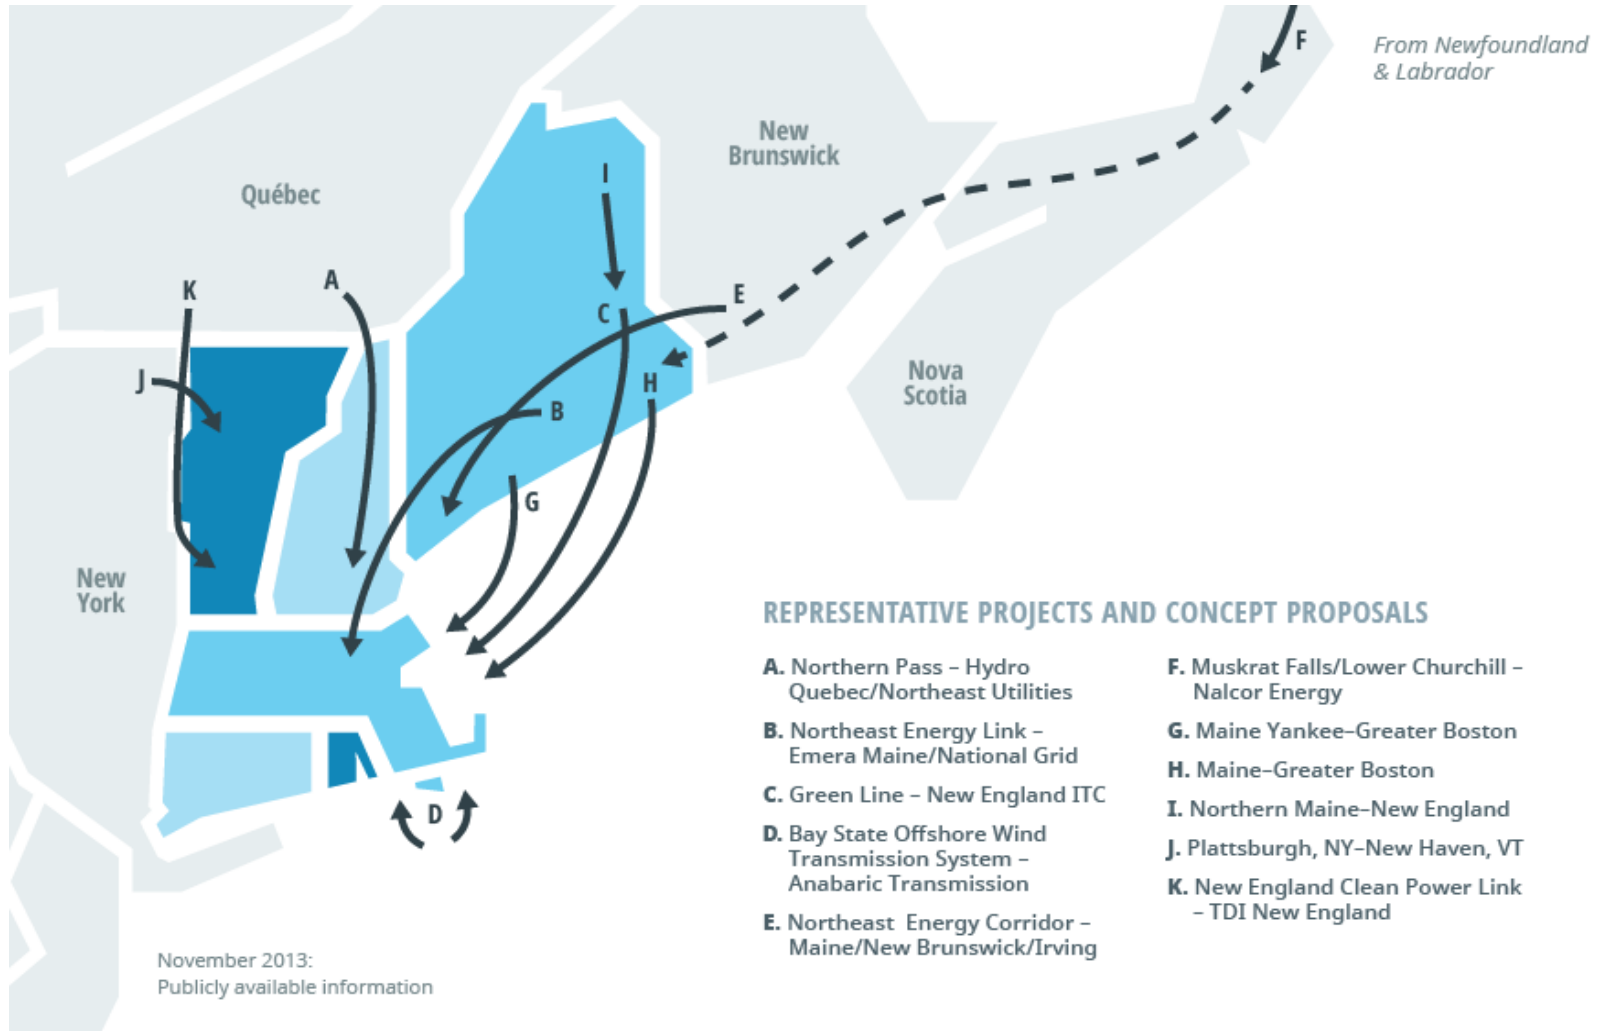 F
From Newfoundland
& Labrador
New
Brunswick
I
Québec
A
K
E
C
Nova
Scotia
J
H
B
G
New
York
D
REPRESENTATIVE PROJECTS AND CONCEPT PROPOSALS
A. Northern Pass – Hydro
Quebec/Northeast Utilities
B. Northeast Energy Link –
Emera Maine/National Grid
C. Green Line – New England ITC
D. Bay State Offshore Wind
Transmission System –
Anabaric Transmission
E. Northeast Energy Corridor –
Maine/New Brunswick/Irving
F. Muskrat Falls/Lower Churchill –
Nalcor Energy
G. Maine Yankee–Greater Boston
H. Maine–Greater Boston
I. Northern Maine–New England
J. Plattsburgh, NY–New Haven, VT
K. New England Clean Power Link
– TDI New England
November 2013:
Publicly available information